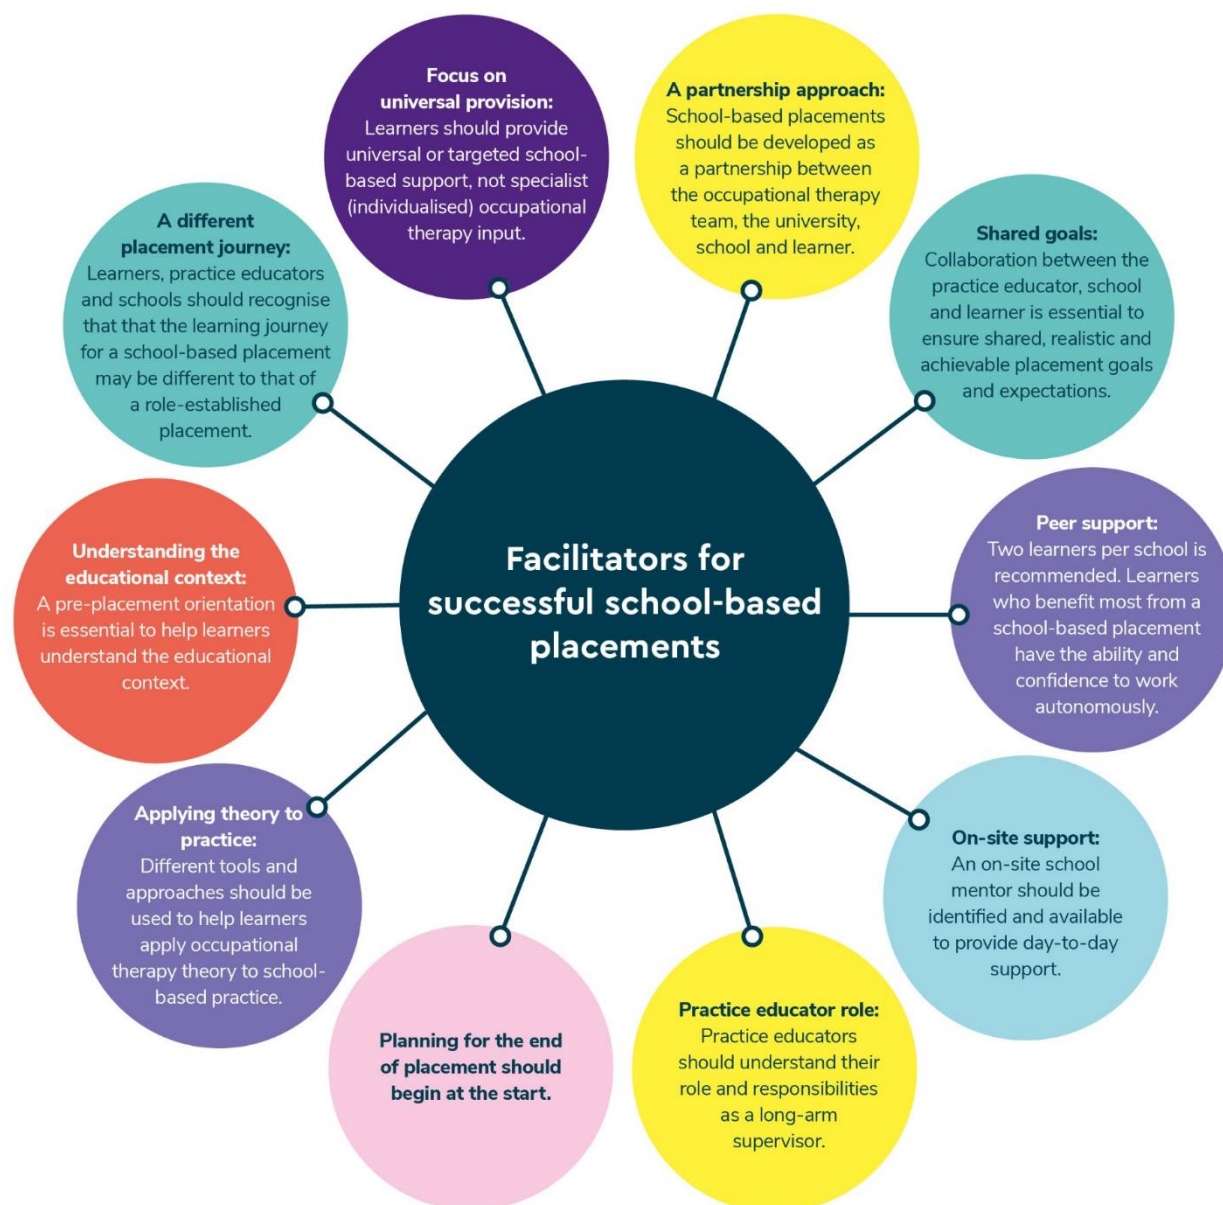 Facilitators for
successful school-based
placements
A partnership approach:
School-based placements
should be developed as
a partnership between
the occupational therapy
team, the university,
school and learner.
Shared goals:
Collaboration between the
practice educator, school
and learner is essential to
ensure shared, realistic and
achievable placement goals
and expectations.
Peer support:
Two learners per school is
recommended. Learners
who benefit most from a
school-based placement
have the ability and
confidence to work
autonomously.
On-site support:
An on-site school
mentor should be
identified and available
to provide day-to-day
support.
Practice educator role:
Practice educators
should understand their
role and responsibilities
as a long-arm
supervisor.
Planning for the end
of placement should
begin at the start.
Applying theory to
practice:
Different tools and
approaches should be
used to help learners
apply occupational
therapy theory to school-
based practice.
Understanding the
educational context:
A pre-placement orientation
is essential to help learners
understand the educational
context.
A different
placement journey:
Learners, practice educators
and schools should recognise
that that the learning journey
for a school-based placement
may be different to that of
a role-established
placement.
Focus on
universal provision:
Learners should provide
universal or targeted school-
based support, not specialist
(individualised) occupational
therapy input.